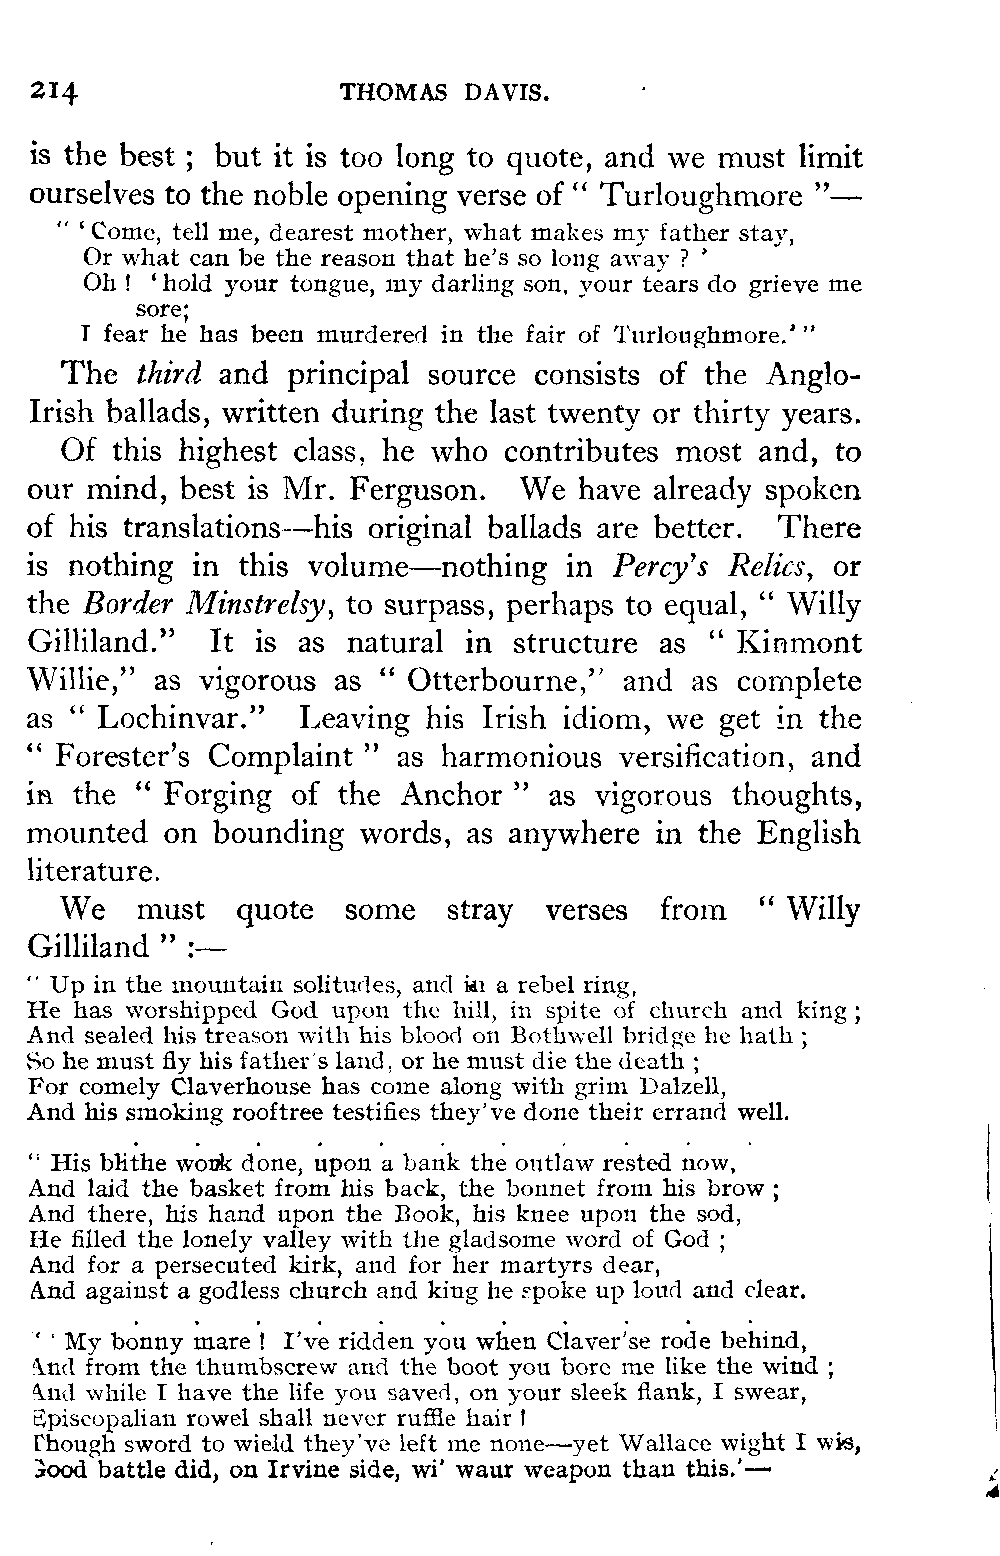 214 THOMAS DAVIS.
is the best ; but it is too long to quote, and we must limit
ourselves to the noble opening verse of " Turloughmore "—
" ' Come, tell me, dearest mother, what makes my father stay,
Or what can be the reason that he's so long away ? '
Oh ! ' hold your tongue, my darling son, your tears do grieve me
sore;
I fear he has been murdered in the fair of Turloughmore.' "
The third and principal source consists of the Anglo-
Irish ballads, written during the last twenty or thirty years.
Of this highest class, he who contributes most and, to
our mind, best is Mr. Ferguson. We have already spoken
of his translations—his original ballads are better. There
is nothing in this volume—nothing in Percy's Relics, or
the Border Minstrelsy, to surpass, perhaps to equal, " Willy
Gilliland." It is as natural in structure as " Kinmont
Willie," as vigorous as " Otterbourne," and as complete
as " Lochinvar." Leaving his Irish idiom, we get in the
" Forester's Complaint " as harmonious versification, and
in the " Forging of the Anchor " as vigorous thoughts,
mounted on bounding words, as anywhere in the English
literature.
We must quote some stray verses from " Willy
Gilliland " :—
" Up in the mountain solitudes, and in a rebel ring,
He has worshipped God upon the hill, in spite of church and king ;
And sealed his treason with his blood on Bothwell bridge he hath ;
So he must fly his father's land, or he must die the death ;
For comely Claverhouse has come along with grim Dalzell,
And his smoking rooftree testifies they've done their errand well.
. . . . . . . . . . .
" His blithe work done, upon a bank the outlaw rested now,
And laid the basket from his back, the bonnet from his brow ;
And there, his hand upon the Book, his knee upon the sod,
He filled the lonely valley with the gladsome word of God ;
And for a persecuted kirk, and for her martyrs dear,
And against a godless church and king he spoke up loud and clear.
. . . . . . . . . . .
' ' My bonny mare ! I've ridden you when Claver'se rode behind,
And from the thumbscrew and the boot you bore me like the wind ;
And while I have the life you saved, on your sleek flank, I swear,
Episcopalian rowel shall never ruffle hair !
Though sword to wield they've left me none—yet Wallace wight I wis,
Good battle did, on Irvine side, wi' waur weapon than this.'—